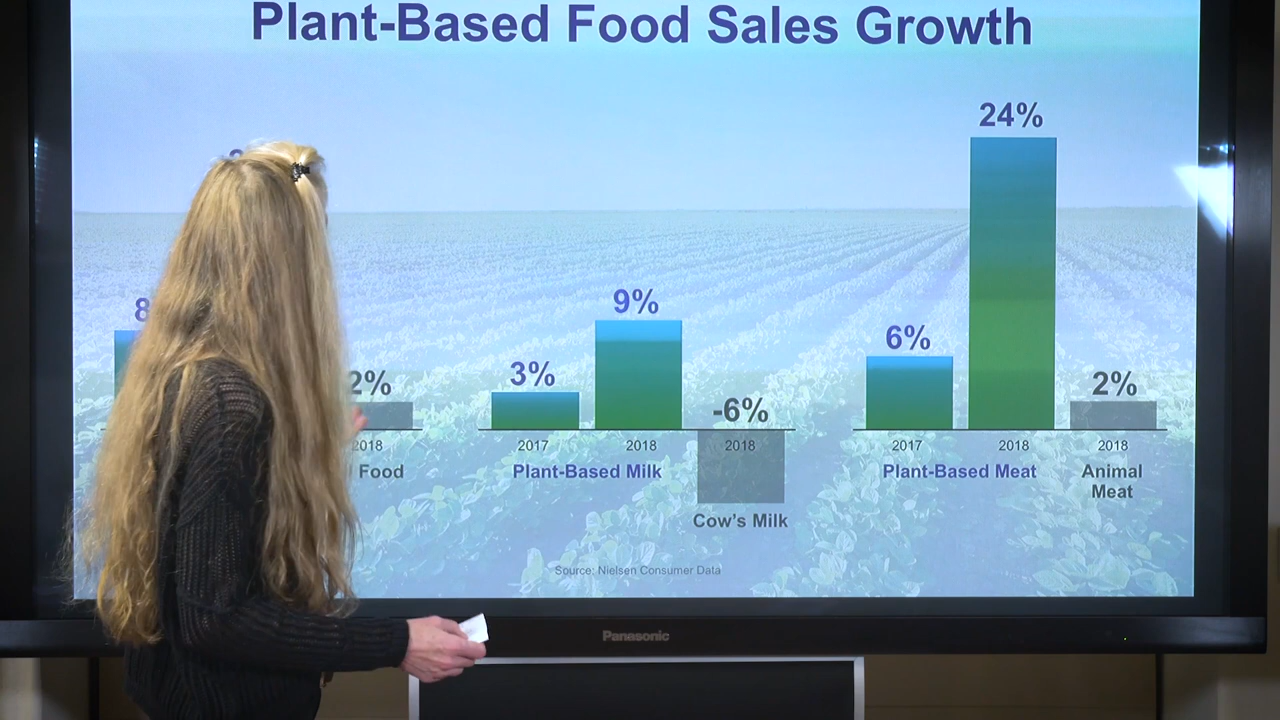 Plant-Based Food Sales Growth
24%
8
9%
6%
3%
2%
-6%
2%
2018
2017
2018
2018
2017
2018
2018
Food
Plant-Based Milk
Plant-Based Meat
Animal
Meat
Cow's Milk
Source: Nielsen Consumer Data
Panasonic